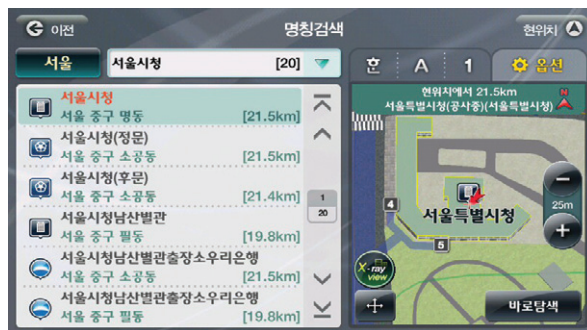 이전
명칭검색
현위치
서울
서울시청 [20]
ᄒᆞᆫ A 1
옵션
서울시청
서울 중구 명동 [21.5km]
서울시청(정문)
서울 중구 소공동 [21.5km]
서울시청(후문)
서울 중구 소공동 [21.4km]
서울시청남산별관
서울 중구 필동 [19.8km]
서울시청남산별관출장소우리은행
서울 중구 소공동 [21.5km]
서울시청남산별관출장소우리은행
서울 중구 필동 [19.8km]
1
20
현위치에서 21.5km
서울특별시청(공사중)(서울특별시청)
N
4
서울특별시청
5
25m
X-ray
view
바로탐색